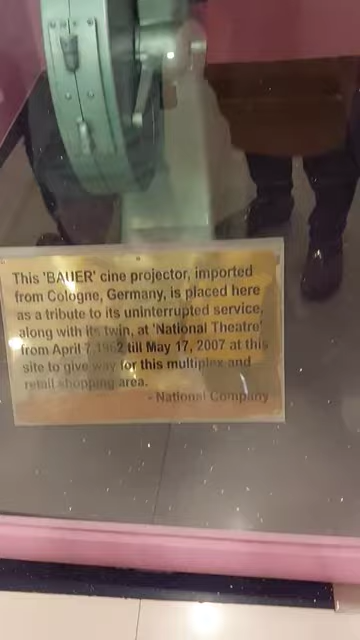 This 'BAUER' cine projector, imported
from Cologne, Germany, is placed here
as a tribute to its uninterrupted service,
along with its twin, at 'National Theatre'
from April 7,1962 till May 17, 2007 at this
site to give way for this multiplex and
retail shopping area.
- National Company